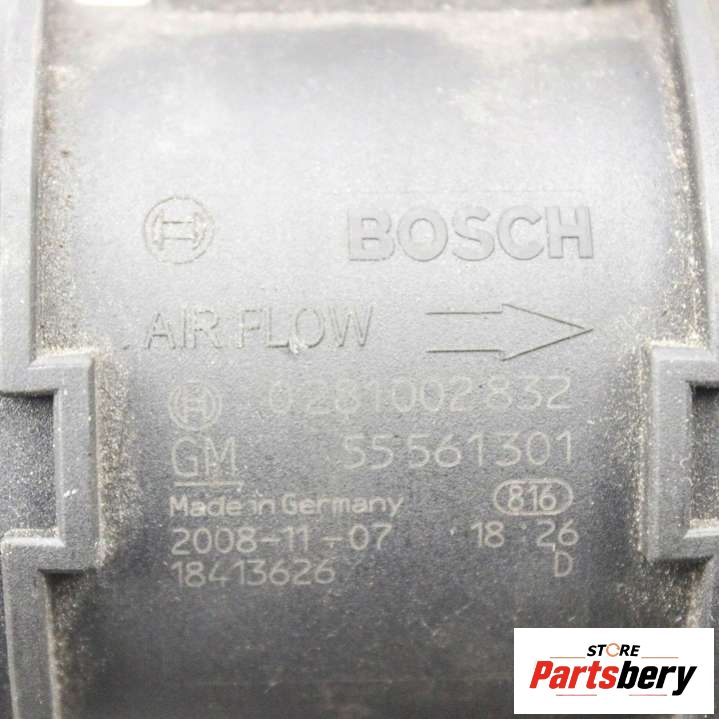 BOSCH
AIR FLOW
0281002832
GM 55561301
Made in Germany 816
2008-11-07 18:26
18413626 D
STORE
Partsbery